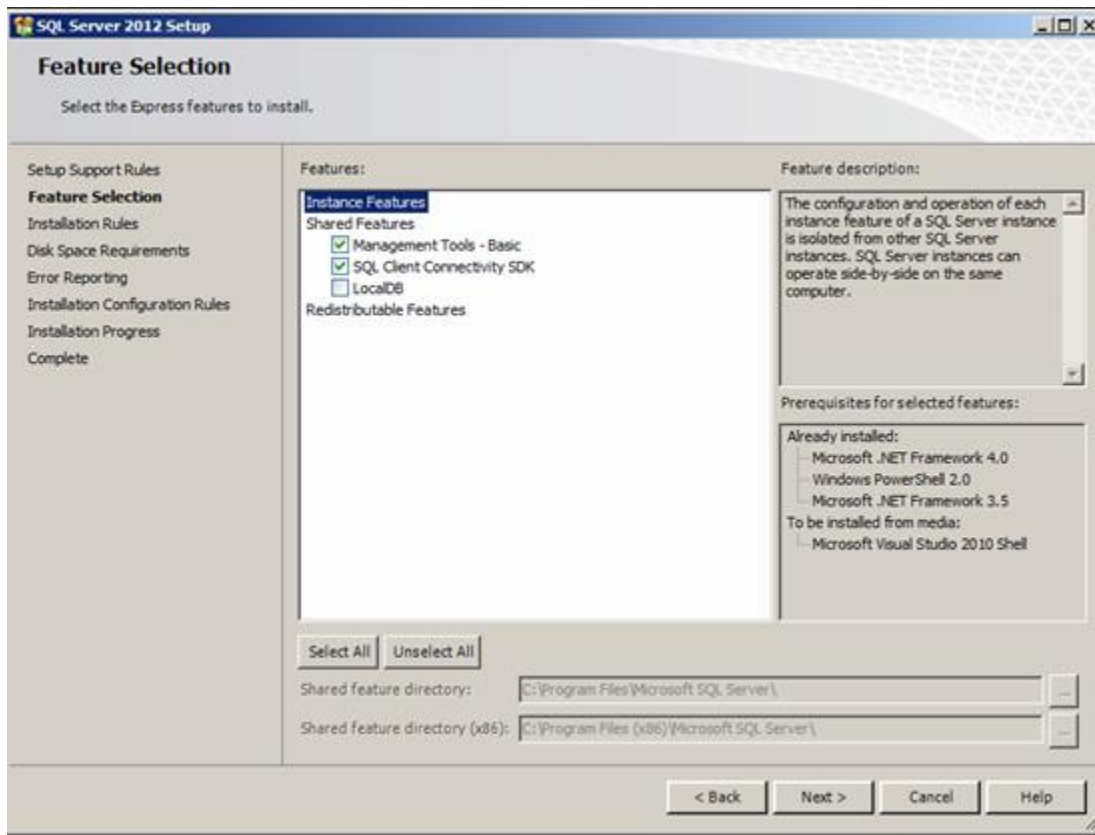 SQL Server 2012 Setup
Feature Selection
Select the Express features to install.
Setup Support Rules
Feature Selection
Installation Rules
Disk Space Requirements
Error Reporting
Installation Configuration Rules
Installation Progress
Complete
Features:
Instance Features
Shared Features
Management Tools - Basic
SQL Client Connectivity SDK
LocalDB
Redistributable Features
Feature description:
The configuration and operation of each
instance feature of a SQL Server instance
is isolated from other SQL Server
instances. SQL Server instances can
operate side-by-side on the same
computer.
Prerequisites for selected features:
Already installed:
Microsoft .NET Framework 4.0
Windows PowerShell 2.0
Microsoft .NET Framework 3.5
To be installed from media:
Microsoft Visual Studio 2010 Shell
Select All
Unselect All
Shared feature directory: C:\Program Files\Microsoft SQL Server\ ...
Shared feature directory (x86): C:\Program Files (x86)\Microsoft SQL Server\ ...
< Back
Next >
Cancel
Help